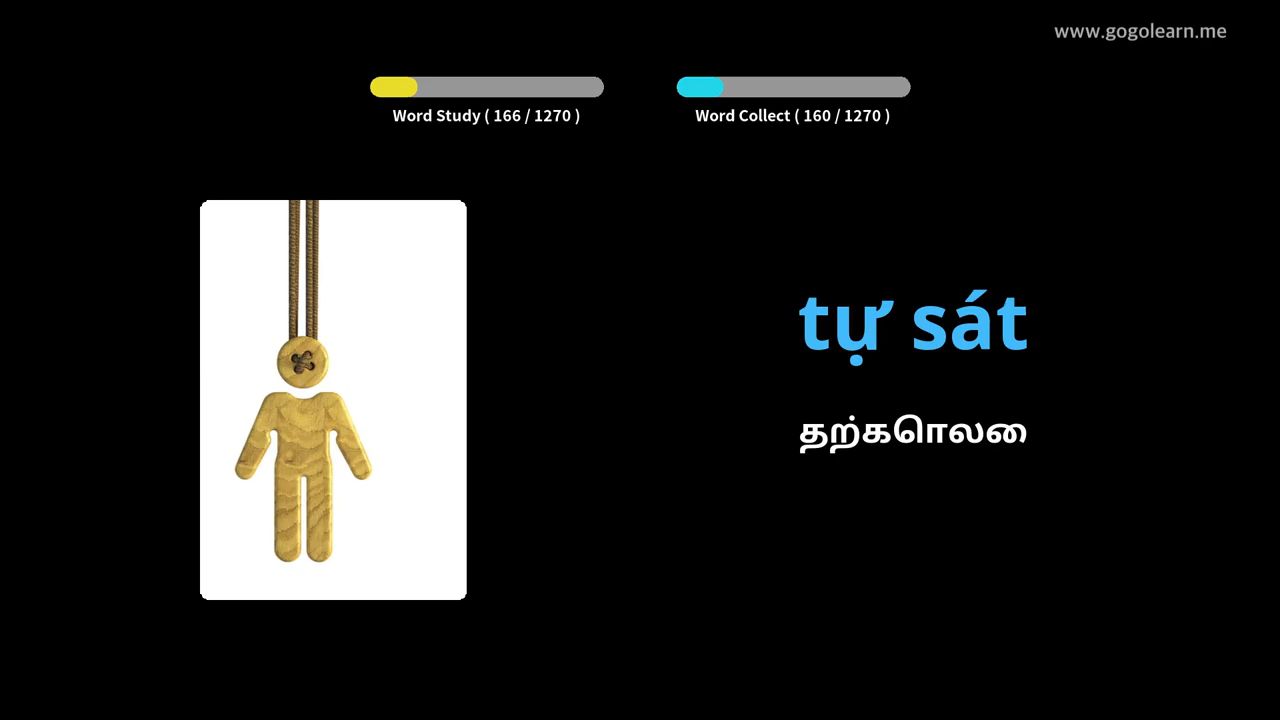 www.gogolearn.me
Word Study ( 166 / 1270 )
Word Collect ( 160 / 1270 )
tự sát
தற்கொலை